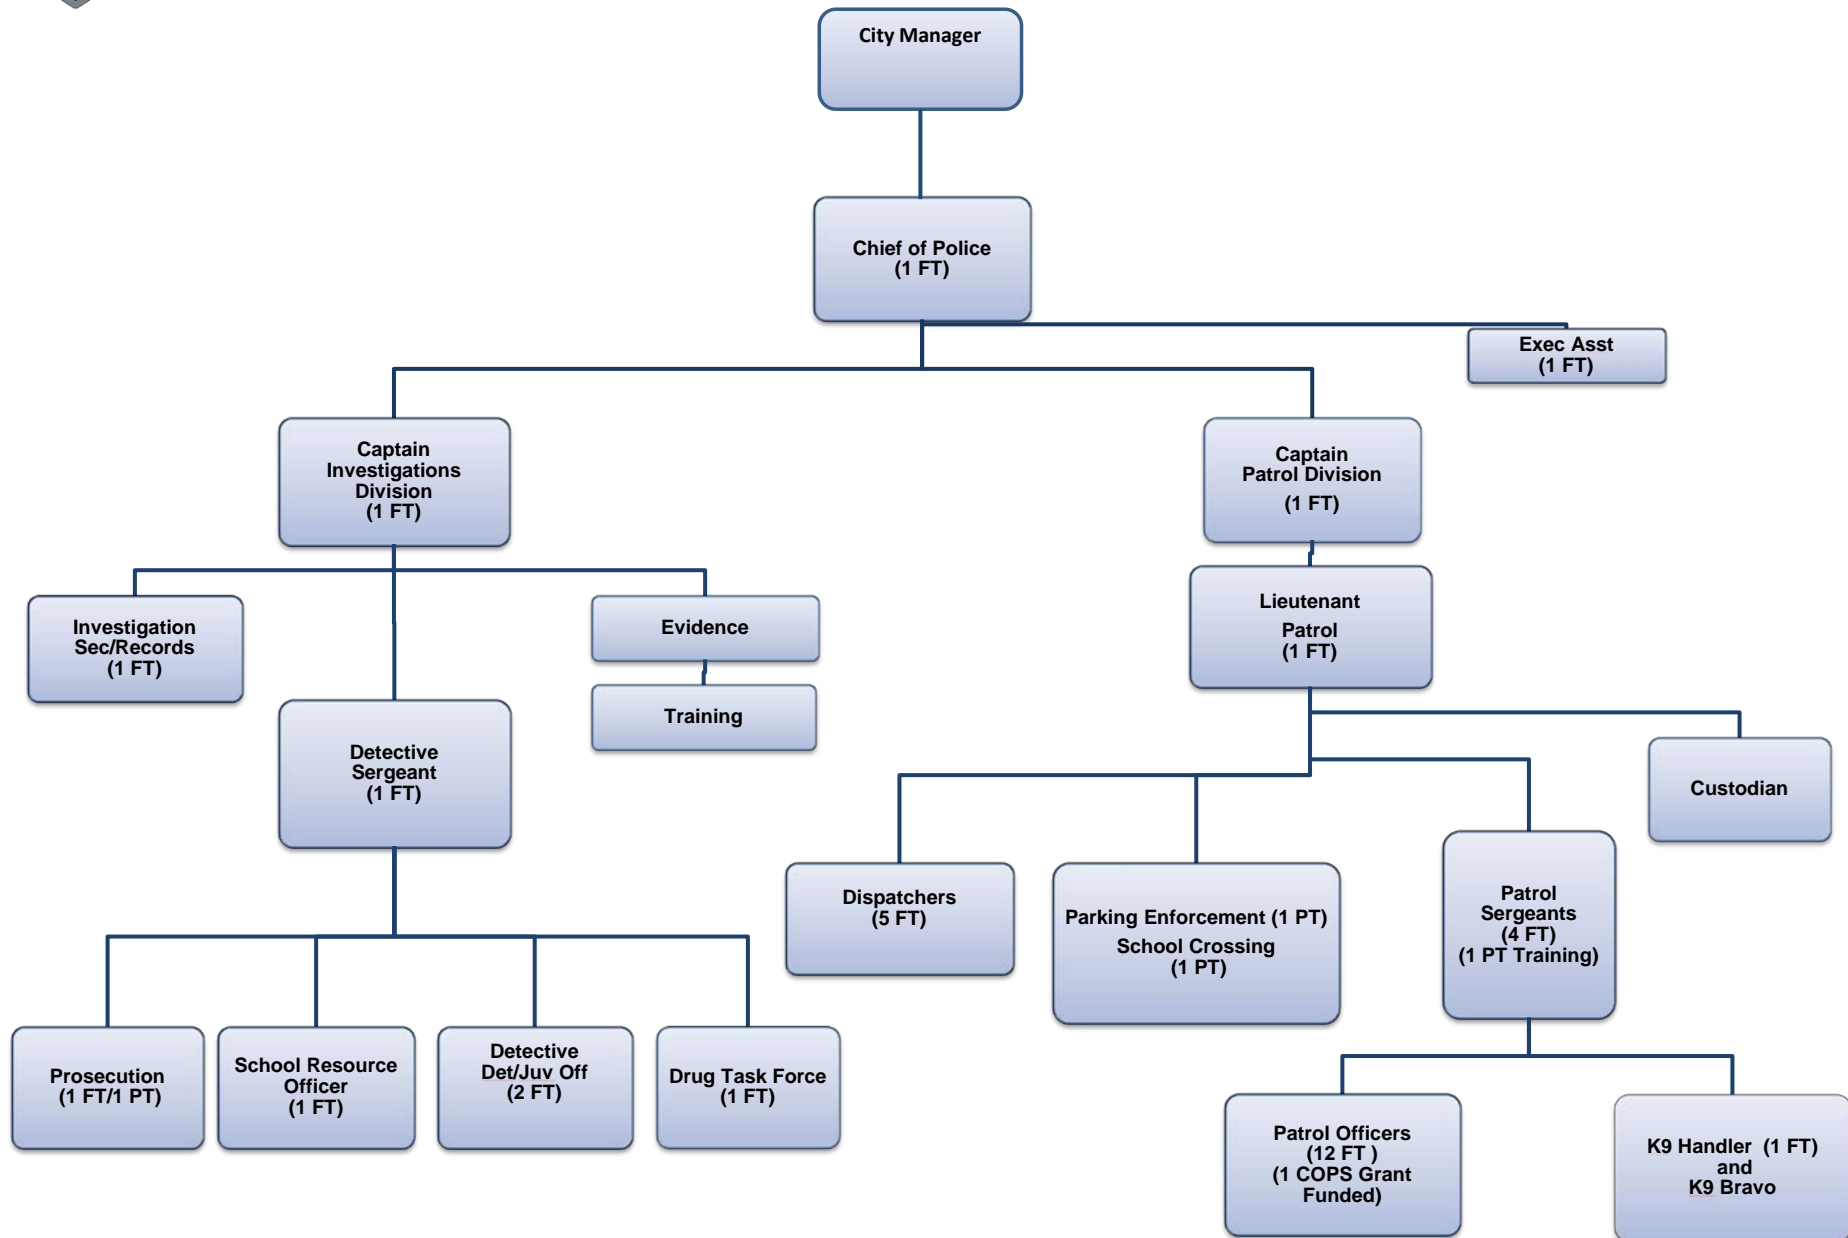 City Manager
Chief of Police
(1 FT)
Exec Asst
(1 FT)
Captain
Investigations
Division
(1 FT)
Captain
Patrol Division
(1 FT)
Investigation
Sec/Records
(1 FT)
Evidence
Training
Lieutenant
Patrol
(1 FT)
Detective
Sergeant
(1 FT)
Custodian
Dispatchers
(5 FT)
Parking Enforcement (1 PT)
School Crossing
(1 PT)
Patrol
Sergeants
(4 FT)
(1 PT Training)
Prosecution
(1 FT/1 PT)
School Resource
Officer
(1 FT)
Detective
Det/Juv Off
(2 FT)
Drug Task Force
(1 FT)
Patrol Officers
(12 FT )
(1 COPS Grant
Funded)
K9 Handler (1 FT)
and
K9 Bravo